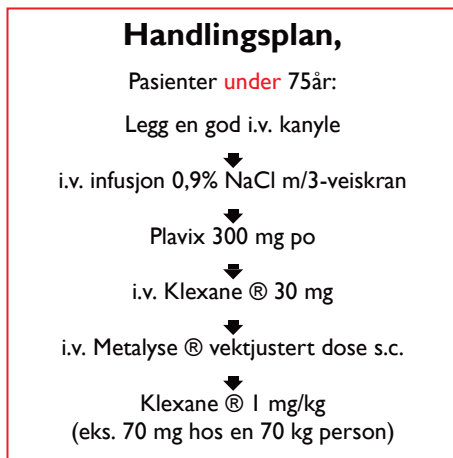 Handlingsplan,
Pasienter under 75år:
Legg en god i.v. kanyle
i.v. infusjon 0,9% NaCl m/3-veiskran
Plavix 300 mg po
i.v. Klexane ® 30 mg
i.v. Metalyse ® vektjustert dose s.c.
Klexane ® 1 mg/kg
(eks. 70 mg hos en 70 kg person)